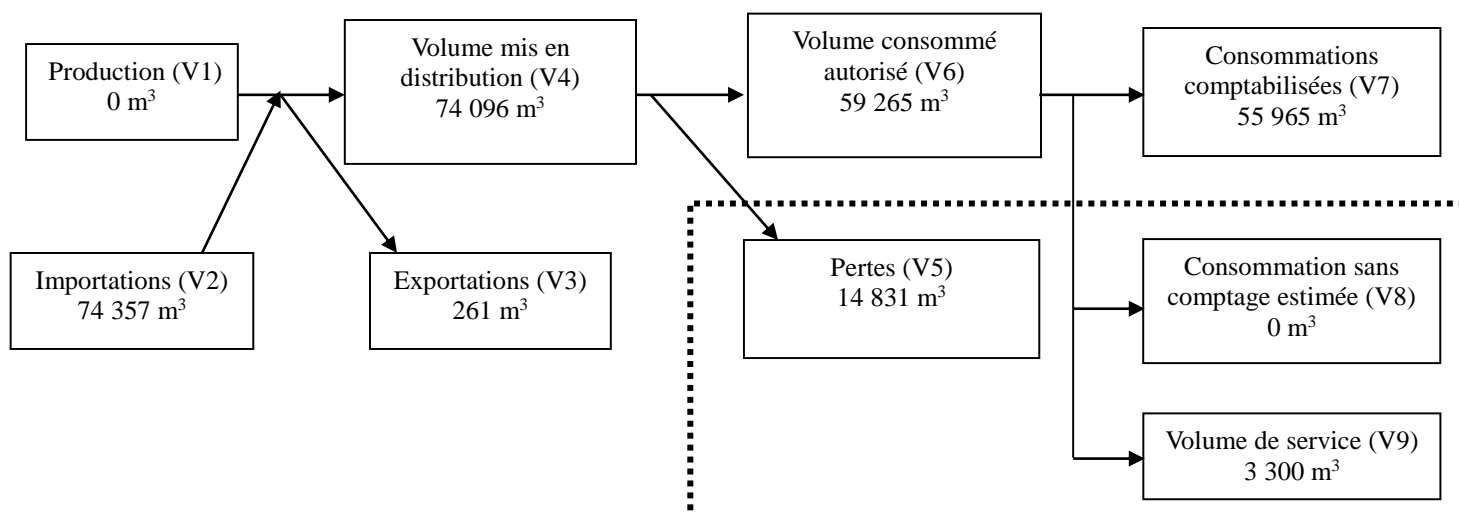 Production (V1)
0 m³
Volume mis en
distribution (V4)
74 096 m³
Volume consommé
autorisé (V6)
59 265 m³
Consommations
comptabilisées (V7)
55 965 m³
Importations (V2)
74 357 m³
Exportations (V3)
261 m³
Pertes (V5)
14 831 m³
Consommation sans
comptage estimée (V8)
0 m³
Volume de service (V9)
3 300 m³